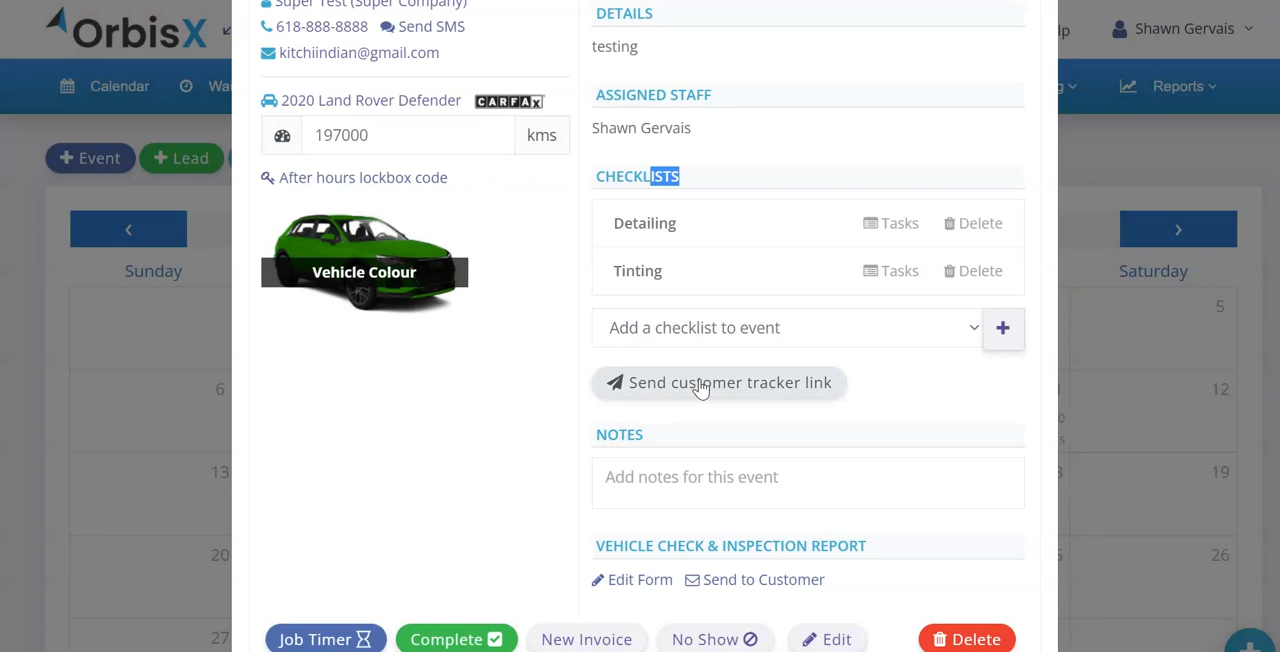 Super Test (Super Company)
618-888-8888 Send SMS
kitchiindian@gmail.com
2020 Land Rover Defender CARFAX
197000 kms
After hours lockbox code
Vehicle Colour
DETAILS
testing
ASSIGNED STAFF
Shawn Gervais
CHECKLISTS
Detailing Tasks Delete
Tinting Tasks Delete
Add a checklist to event
Send customer tracker link
NOTES
Add notes for this event
VEHICLE CHECK & INSPECTION REPORT
Edit Form Send to Customer
Job Timer Complete New Invoice No Show Edit Delete
OrbisX
Shawn Gervais
Calendar
Reports
Event Lead
Sunday Saturday
5
6 12
13 19
20 26
27